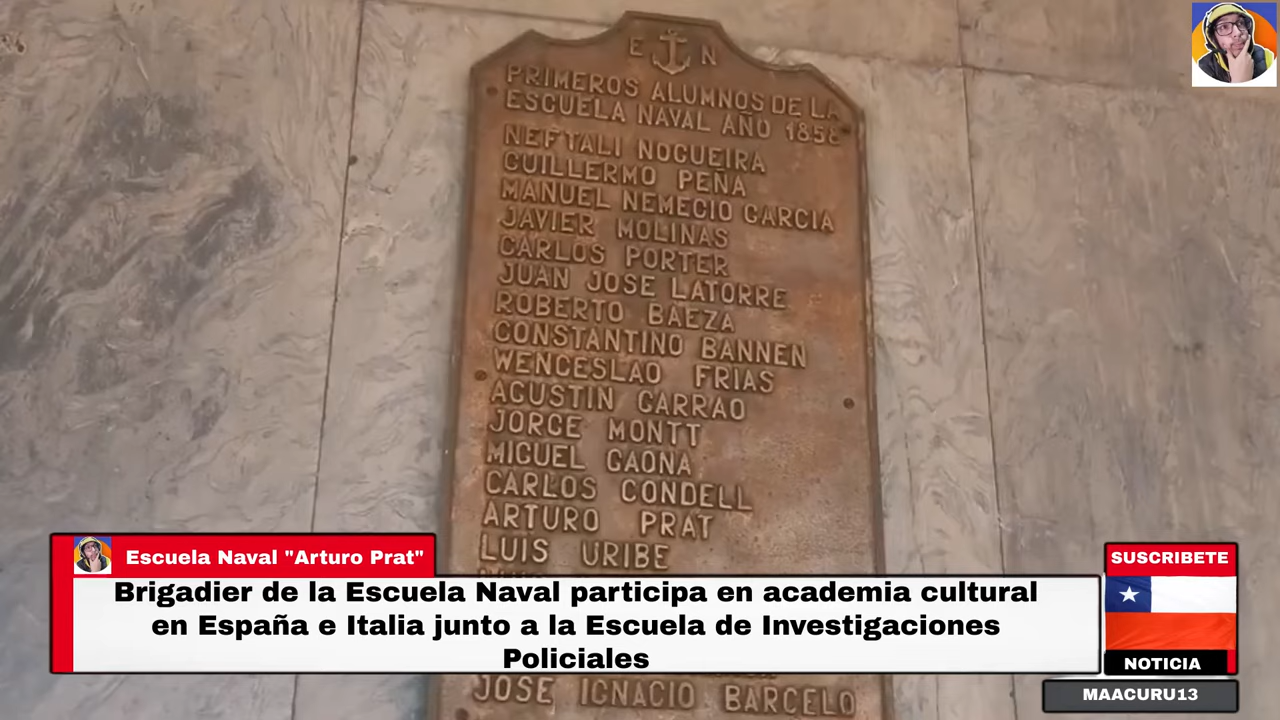 E N
PRIMEROS ALUMNOS DE LA
ESCUELA NAVAL AÑO 1858
NEFTALI NOGUEIRA
GUILLERMO PEÑA
MANUEL NEMECIO GARCIA
JAVIER MOLINAS
CARLOS PORTER
JUAN JOSE LATORRE
ROBERTO BAEZA
CONSTANTINO BANNEN
WENCESLAO FRIAS
AGUSTIN GARRAO
JORGE MONTT
MIGUEL GAONA
CARLOS CONDELL
ARTURO PRAT
LUIS URIBE
JOSE IGNACIO BARCELO
Escuela Naval "Arturo Prat"
Brigadier de la Escuela Naval participa en academia cultural
en España e Italia junto a la Escuela de Investigaciones
Policiales
SUSCRIBETE
NOTICIA
MAACURU13